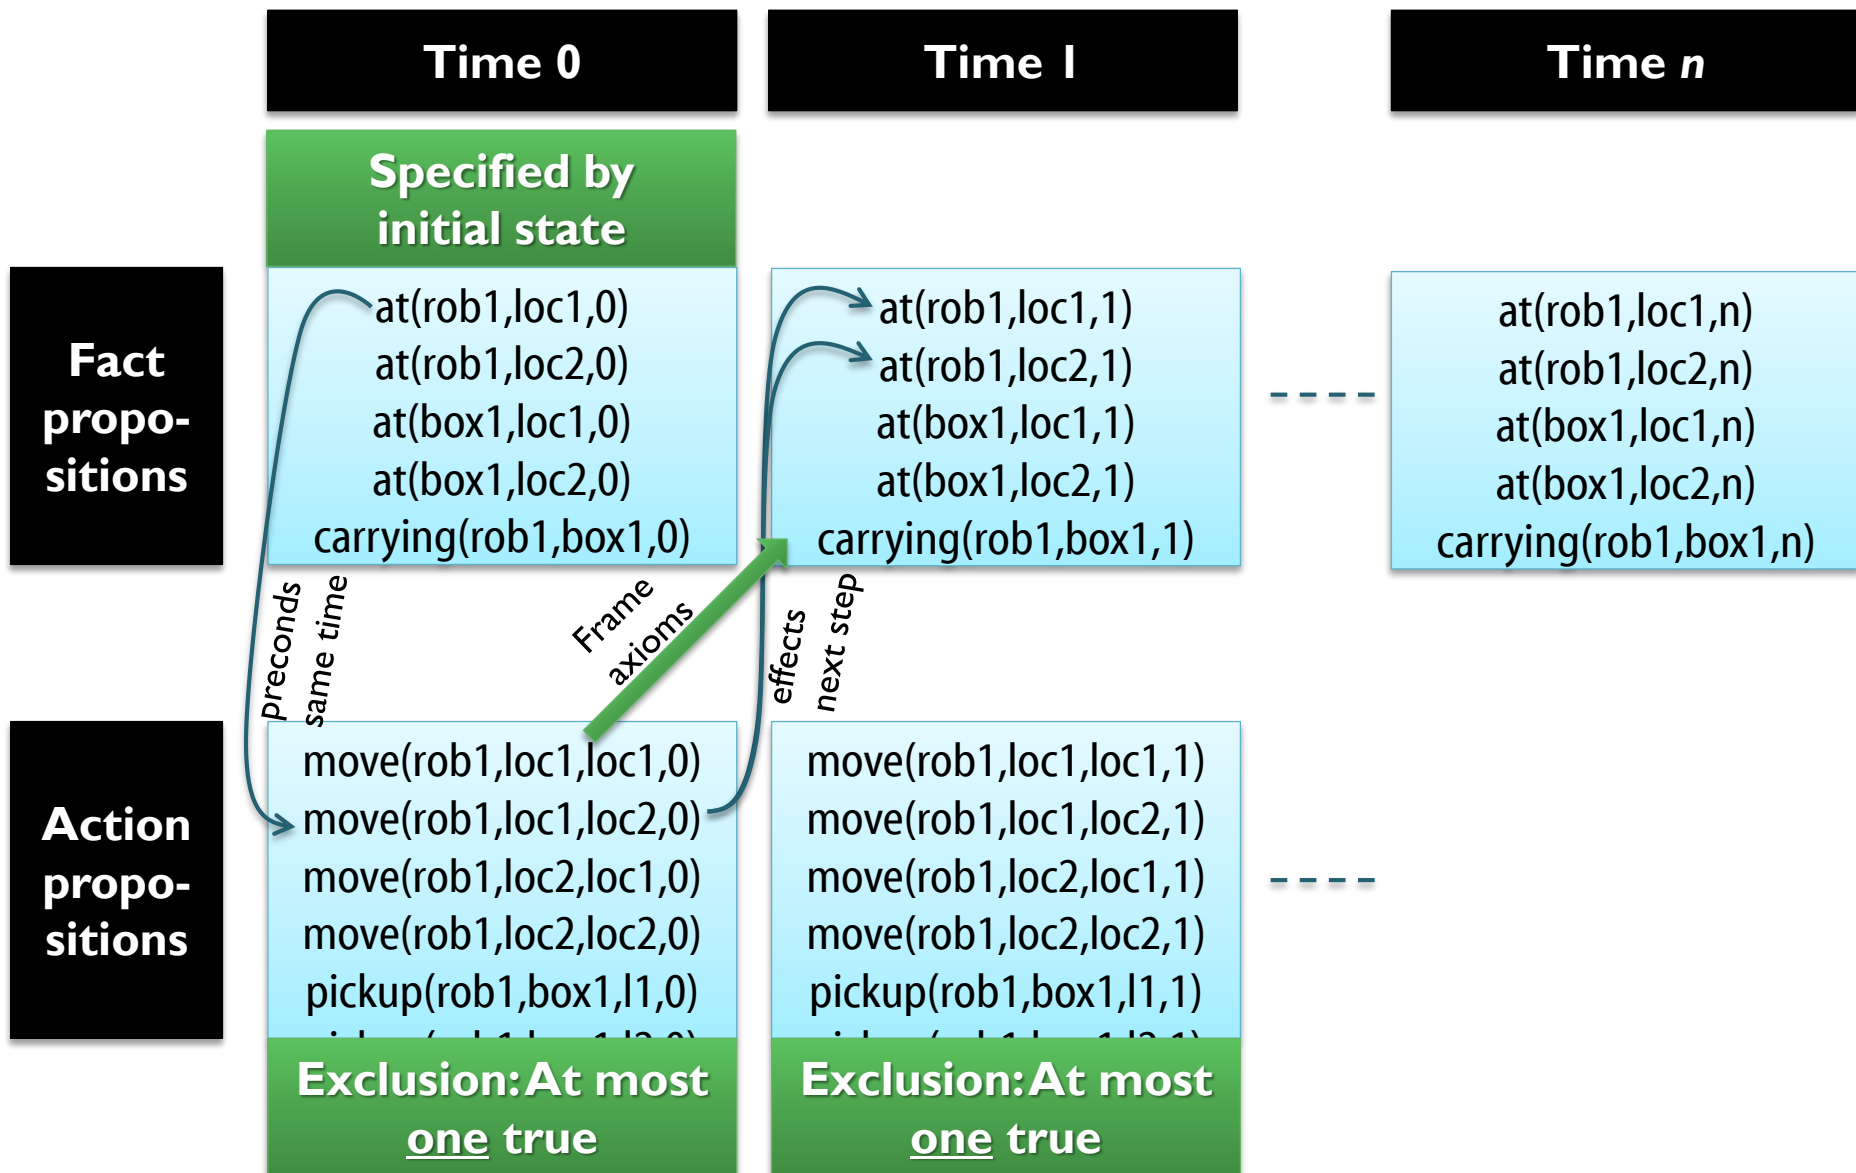 Time 0
Time 1
Time n
Specified by
initial state
Fact
propo-
sitions
at(rob1,loc1,0)
at(rob1,loc2,0)
at(box1,loc1,0)
at(box1,loc2,0)
carrying(rob1,box1,0)
at(rob1,loc1,1)
at(rob1,loc2,1)
at(box1,loc1,1)
at(box1,loc2,1)
carrying(rob1,box1,1)
at(rob1,loc1,n)
at(rob1,loc2,n)
at(box1,loc1,n)
at(box1,loc2,n)
carrying(rob1,box1,n)
preconds
same time
Frame
axioms
effects
next step
Action
propo-
sitions
move(rob1,loc1,loc1,0)
move(rob1,loc1,loc2,0)
move(rob1,loc2,loc1,0)
move(rob1,loc2,loc2,0)
pickup(rob1,box1,l1,0)
move(rob1,loc1,loc1,1)
move(rob1,loc1,loc2,1)
move(rob1,loc2,loc1,1)
move(rob1,loc2,loc2,1)
pickup(rob1,box1,l1,1)
Exclusion: At most
one true
Exclusion: At most
one true